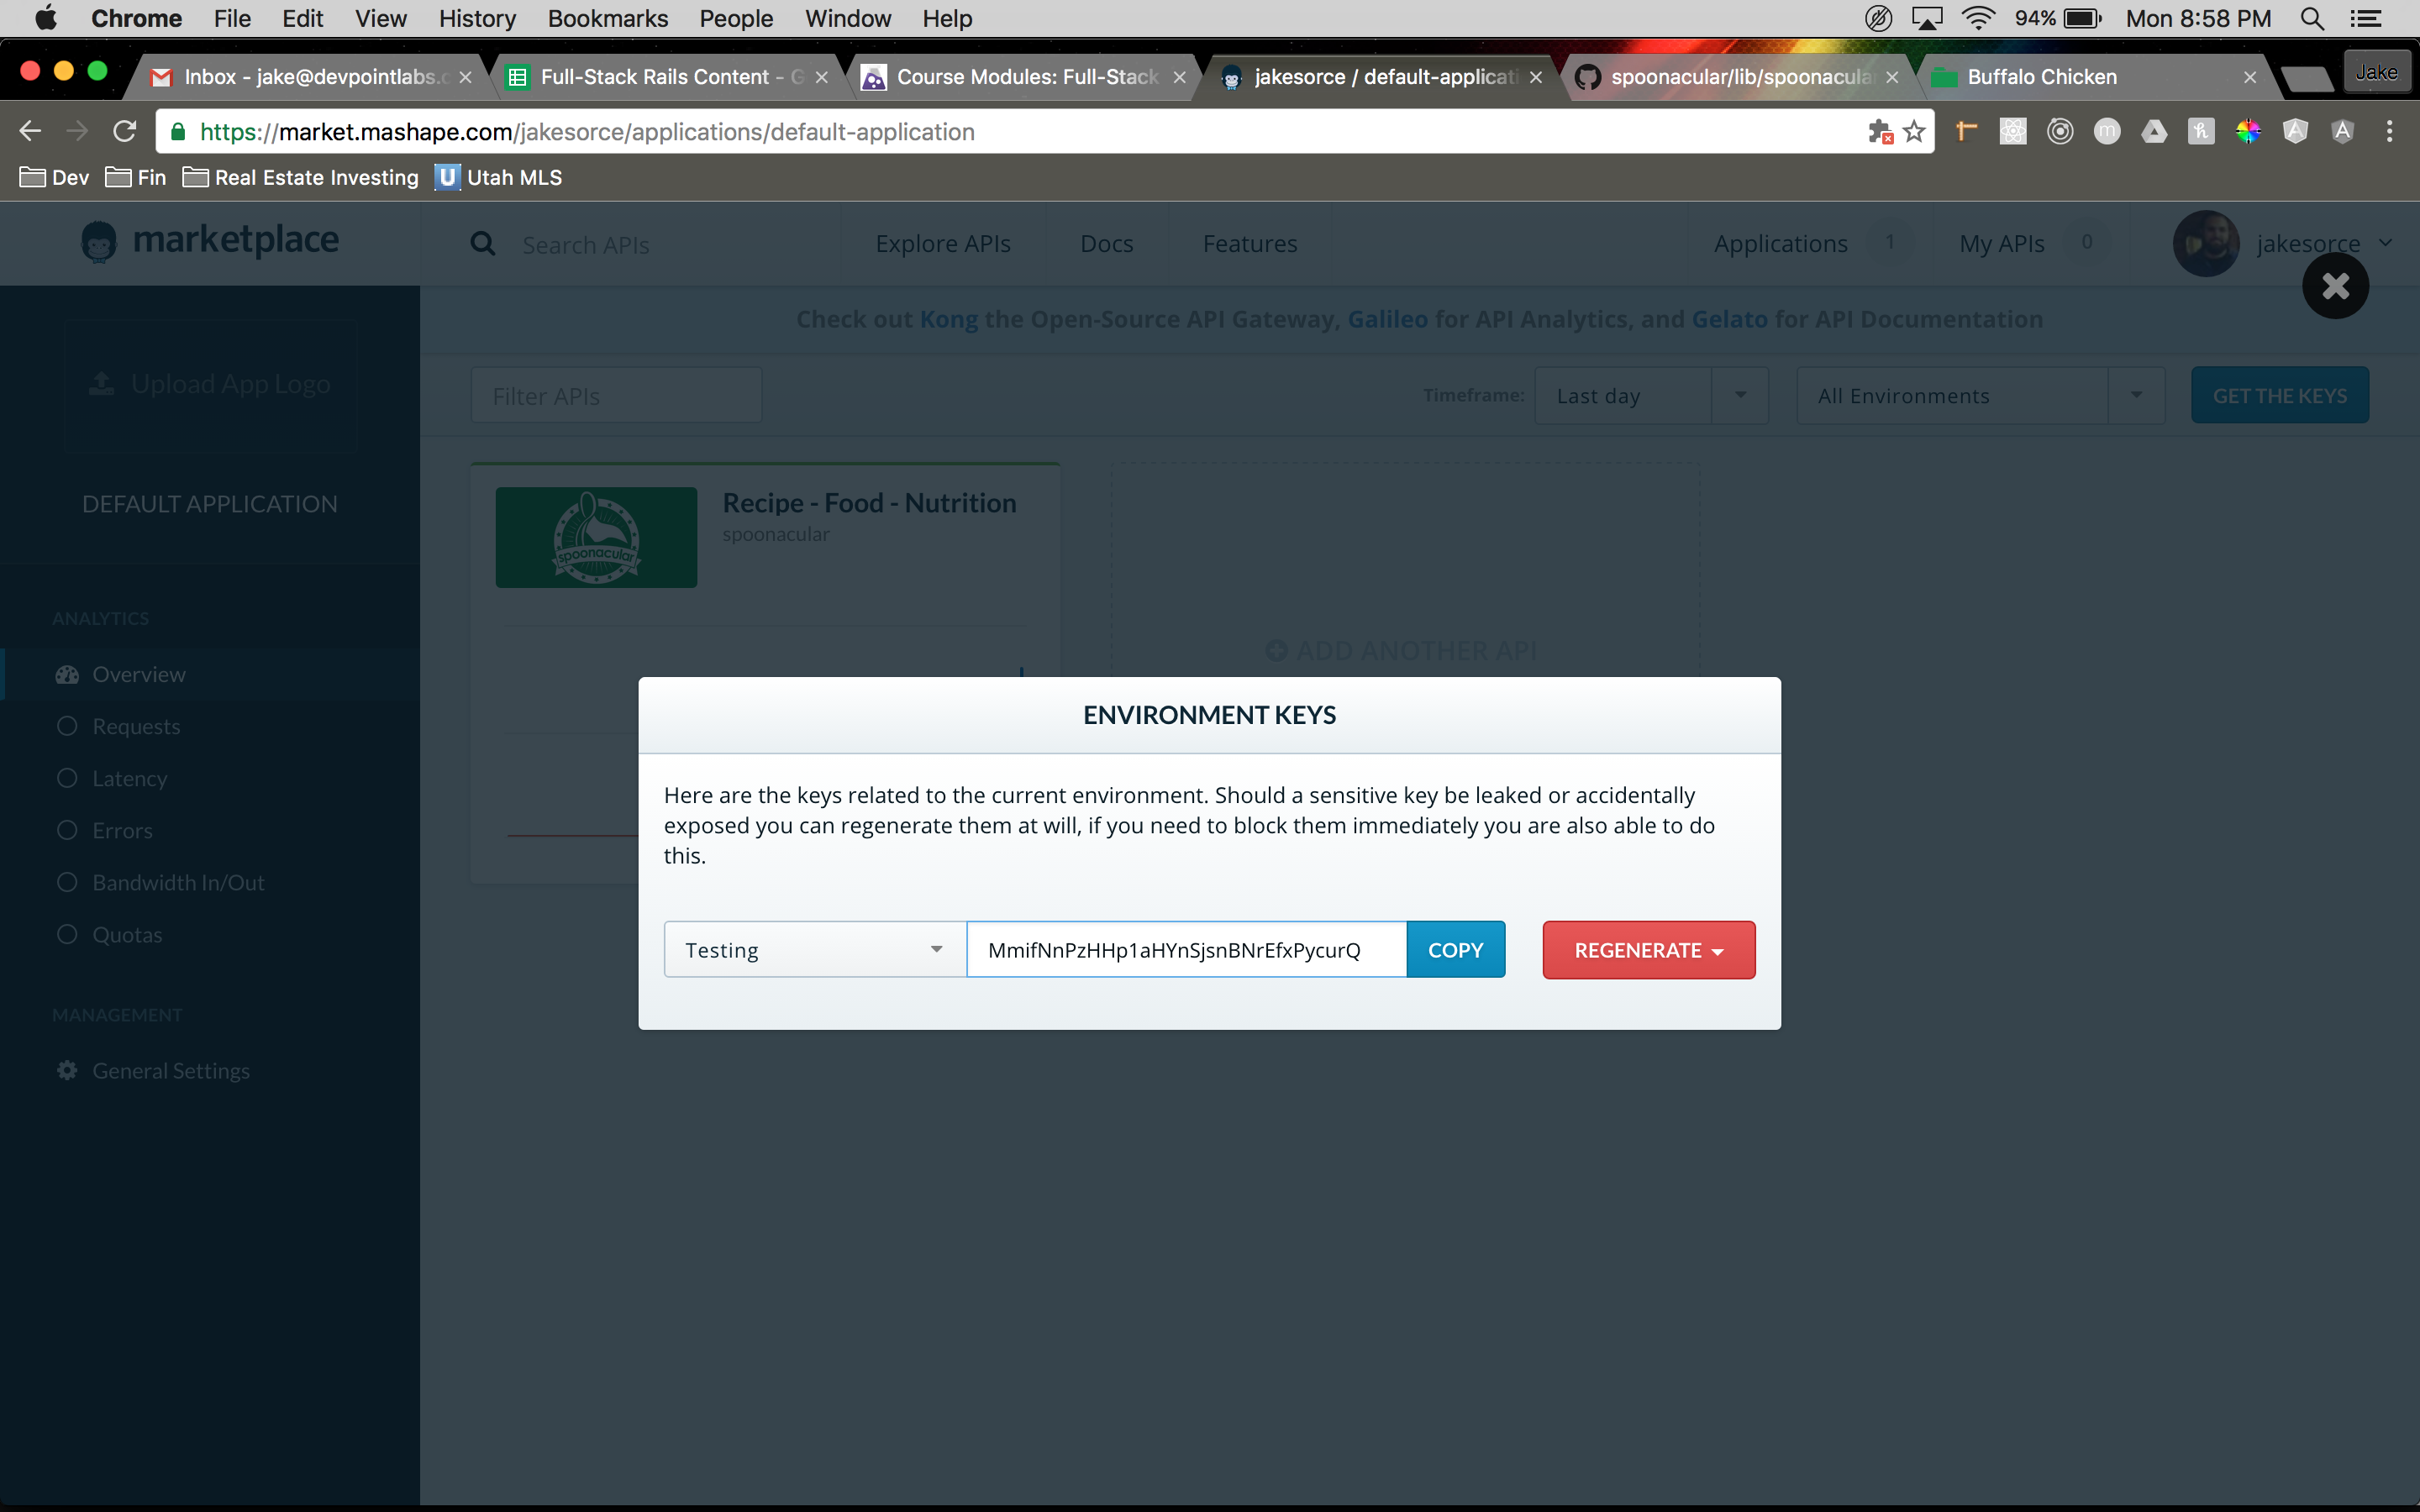 Chrome File Edit View History Bookmarks People Window Help 94% Mon 8:58 PM
Inbox - jake@devpointlabs.c Full-Stack Rails Content - G Course Modules: Full-Stack jakesorce / default-applicati spoonacular/lib/spoonacula Buffalo Chicken Jake
https://market.mashape.com/jakesorce/applications/default-application
Dev Fin Real Estate Investing U Utah MLS
marketplace Search APIs Explore APIs Docs Features Applications 1 My APIs 0 jakesorce
Check out Kong the Open-Source API Gateway, Galileo for API Analytics, and Gelato for API Documentation
Upload App Logo
Filter APIs Timeframe: Last day All Environments GET THE KEYS
DEFAULT APPLICATION
Recipe - Food - Nutrition
spoonacular
spoonacular
ANALYTICS
Overview
Requests
Latency
Errors
Bandwidth In/Out
Quotas
MANAGEMENT
General Settings
ADD ANOTHER API
ENVIRONMENT KEYS
Here are the keys related to the current environment. Should a sensitive key be leaked or accidentally
exposed you can regenerate them at will, if you need to block them immediately you are also able to do
this.
Testing MmifNnPzHHp1aHYnSjsnBNrEfxPycurQ COPY REGENERATE